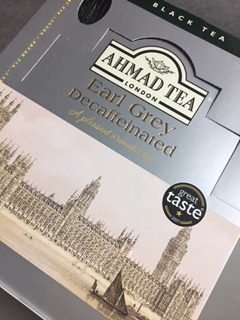 BLACK TEA
AHMAD TEA
LONDON
Earl Grey
Decaffeinated
great
taste